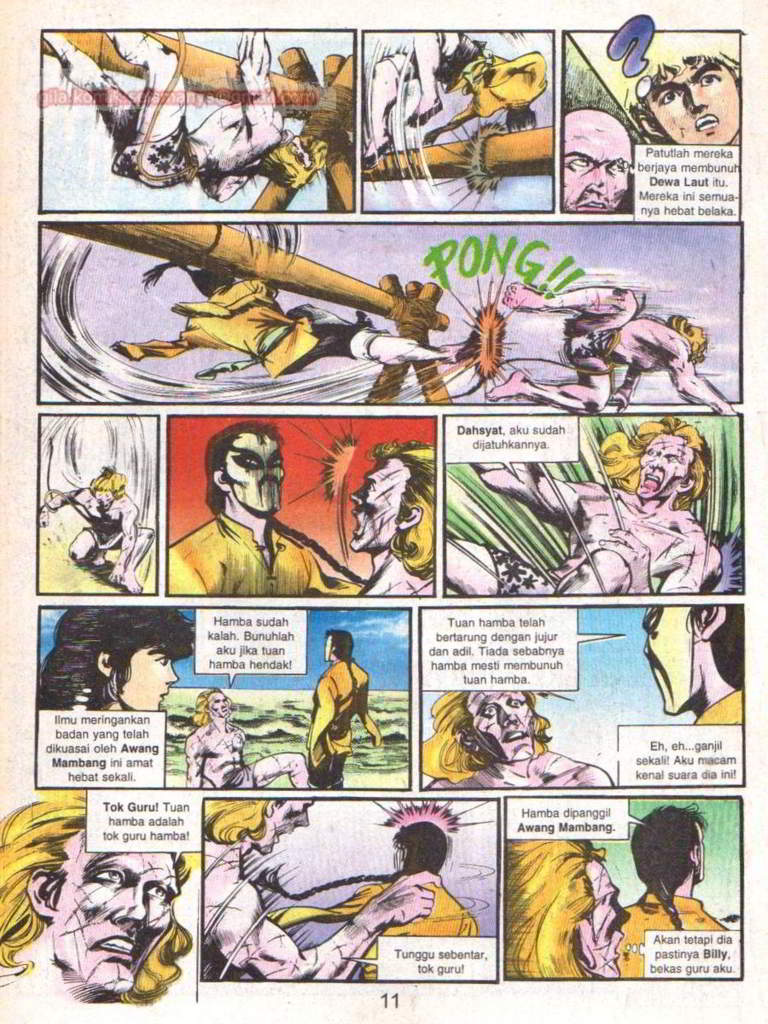 gila.komik
?
Patutlah mereka
berjaya membunuh
Dewa Laut itu.
Mereka ini semua-
nya hebat belaka.
PONG!!
Dahsyat, aku sudah
dijatuhkannya.
Hamba sudah
kalah. Bunuhlah
aku jika tuan
hamba hendak!
Ilmu meringankan
badan yang telah
dikuasai oleh Awang
Mambang ini amat
hebat sekali.
Tuan hamba telah
bertarung dengan jujur
dan adil. Tiada sebabnya
hamba mesti membunuh
tuan hamba.
Eh, eh...ganjil
sekali! Aku macam
kenal suara dia ini!
Tok Guru! Tuan
hamba adalah
tok guru hamba!
Tunggu sebentar,
tok guru!
Hamba dipanggil
Awang Mambang.
Akan tetapi dia
pastinya Billy,
bekas guru aku.
11